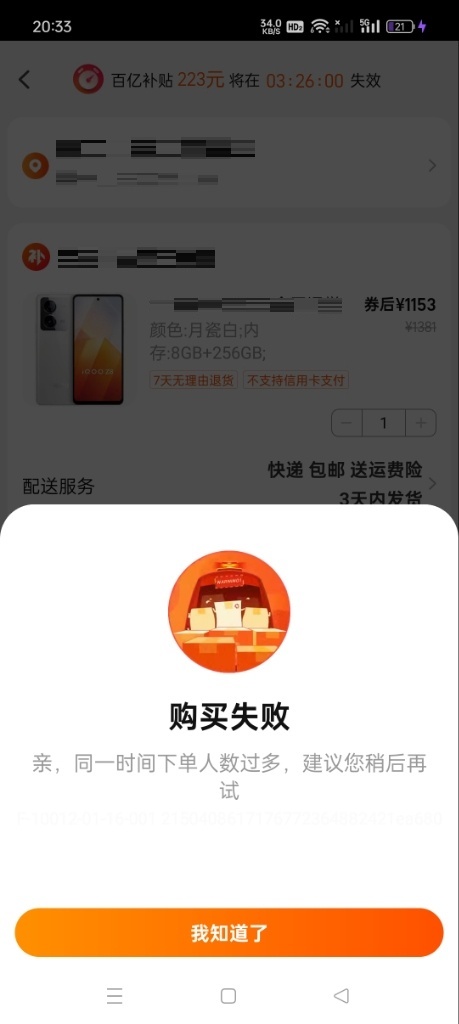 20:33
34.0 KB/S HD2 5G 21
百亿补贴 223元 将在 03:26:00 失效
补
券后¥1153
颜色:月瓷白;内
¥1381
存:8GB+256GB;
7天无理由退货 不支持信用卡支付
1
快递 包邮 送运费险
配送服务
3天内发货
购买失败
亲，同一时间下单人数过多，建议您稍后再
试
我知道了